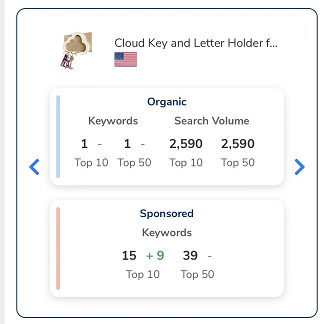 Cloud Key and Letter Holder f...
Organic
Keywords Search Volume
1 - 1 - 2,590 2,590
Top 10 Top 50 Top 10 Top 50
Sponsored
Keywords
15 + 9 39 -
Top 10 Top 50